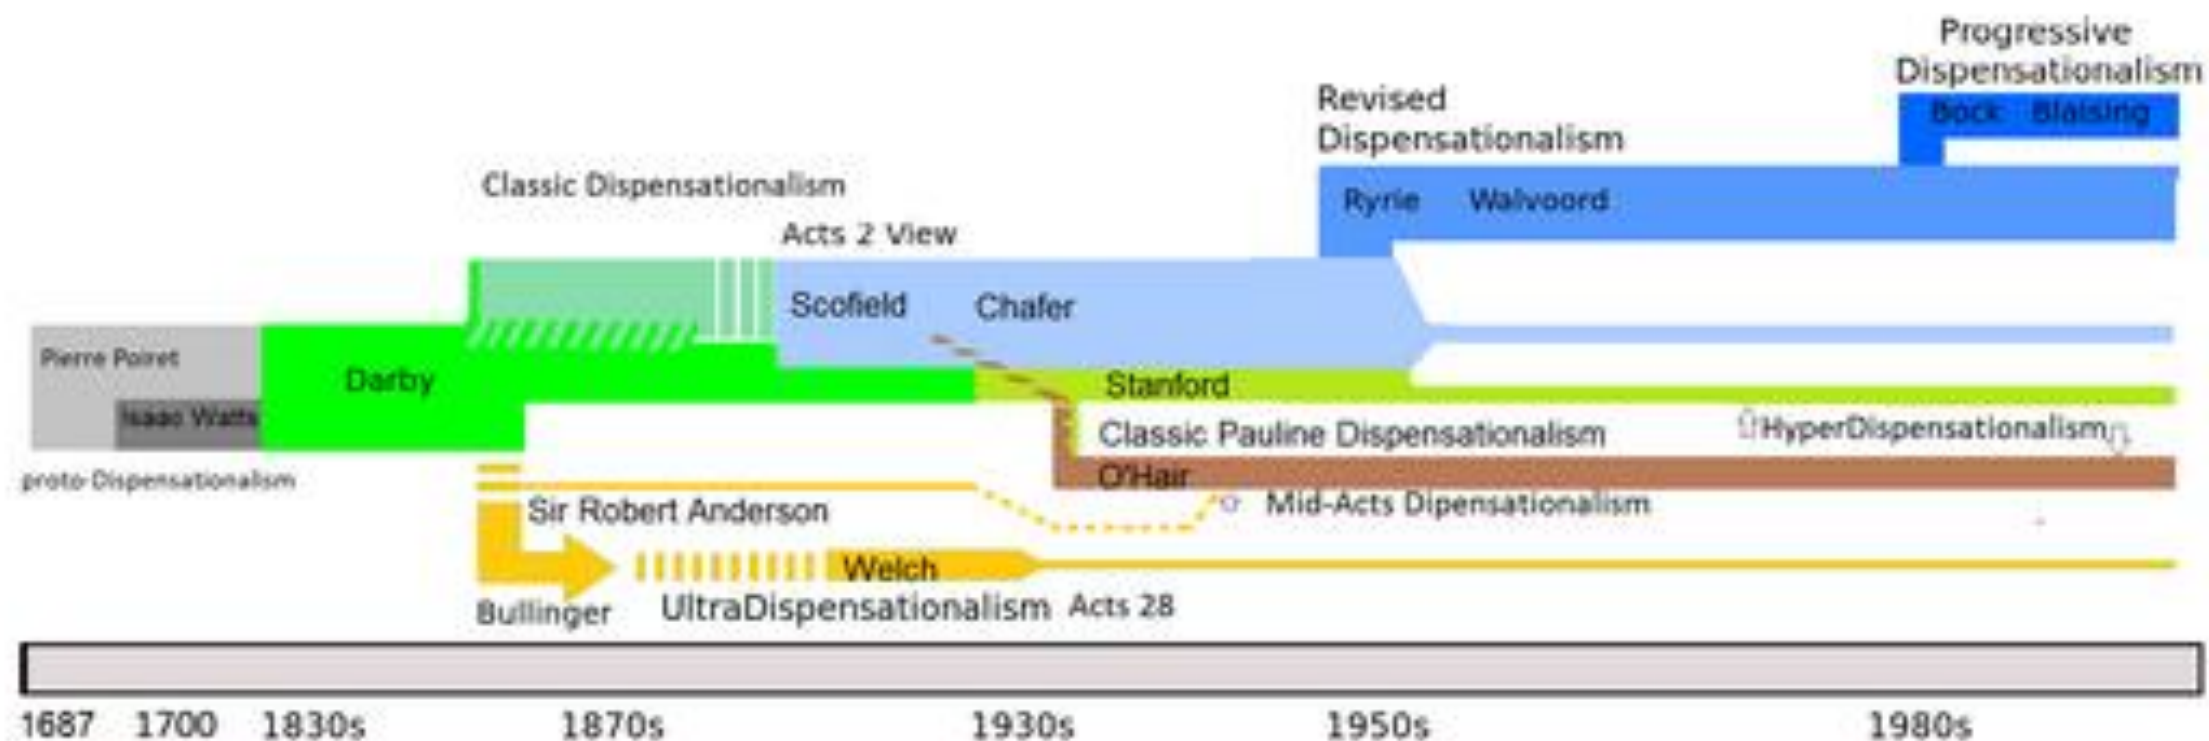 Progressive
Dispensationalism
Bock Blaising
Revised
Dispensationalism
Ryrie Walvoord
Classic Dispensationalism
Acts 2 View
Scofield Chafer
Pierre Poiret
Isaac Watts
Darby
Stanford
Classic Pauline Dispensationalism
HyperDispensationalism
proto-Dispensationalism
O'Hair
Sir Robert Anderson
Mid-Acts Dipensationalism
Welch
Bullinger
UltraDispensationalism Acts 28
1687 1700 1830s 1870s 1930s 1950s 1980s